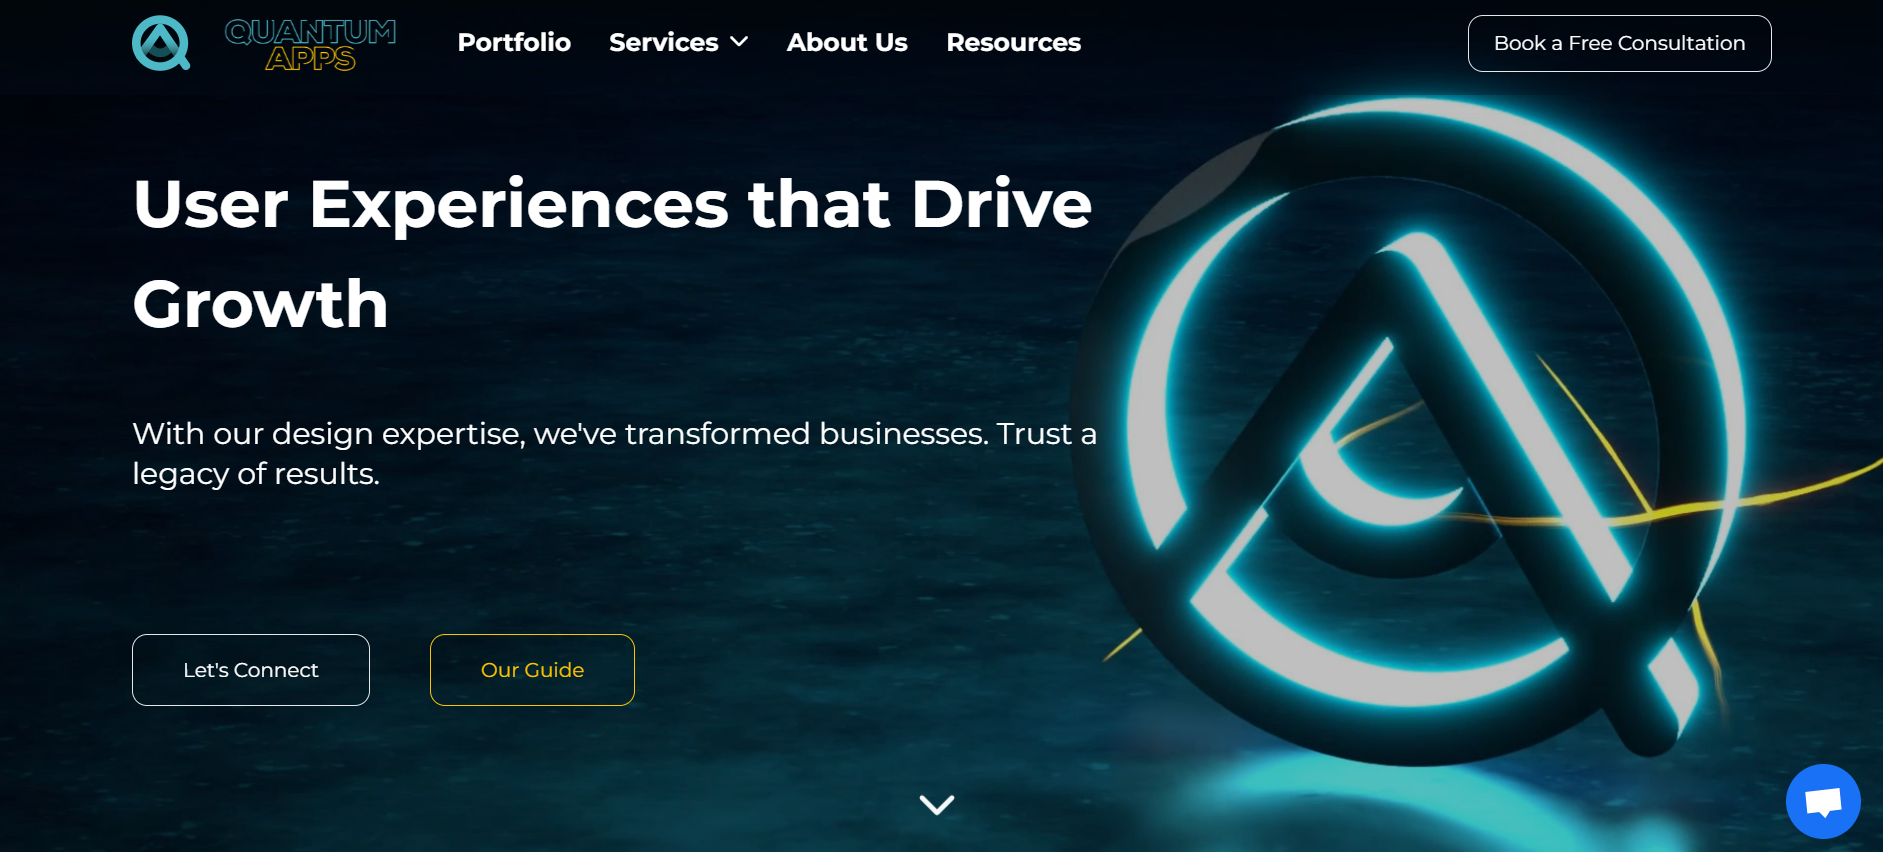 QUANTUM
APPS
Portfolio
Services
About Us
Resources
Book a Free Consultation
User Experiences that Drive
Growth
With our design expertise, we've transformed businesses. Trust a
legacy of results.
Let's Connect
Our Guide